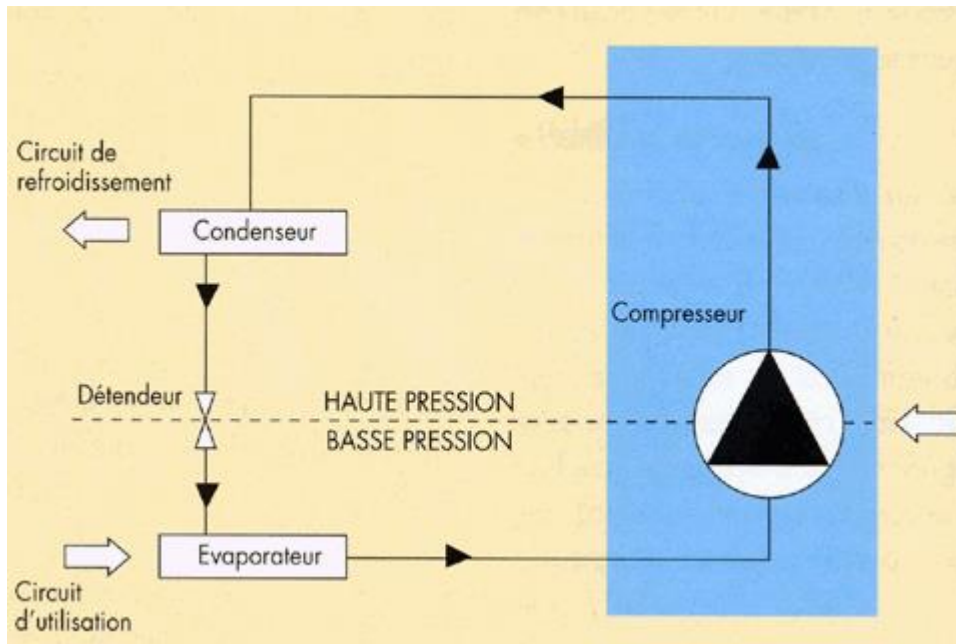 Circuit de
refroidissement
Condenseur
Compresseur
Détendeur
HAUTE PRESSION
BASSE PRESSION
Evaporateur
Circuit
d'utilisation